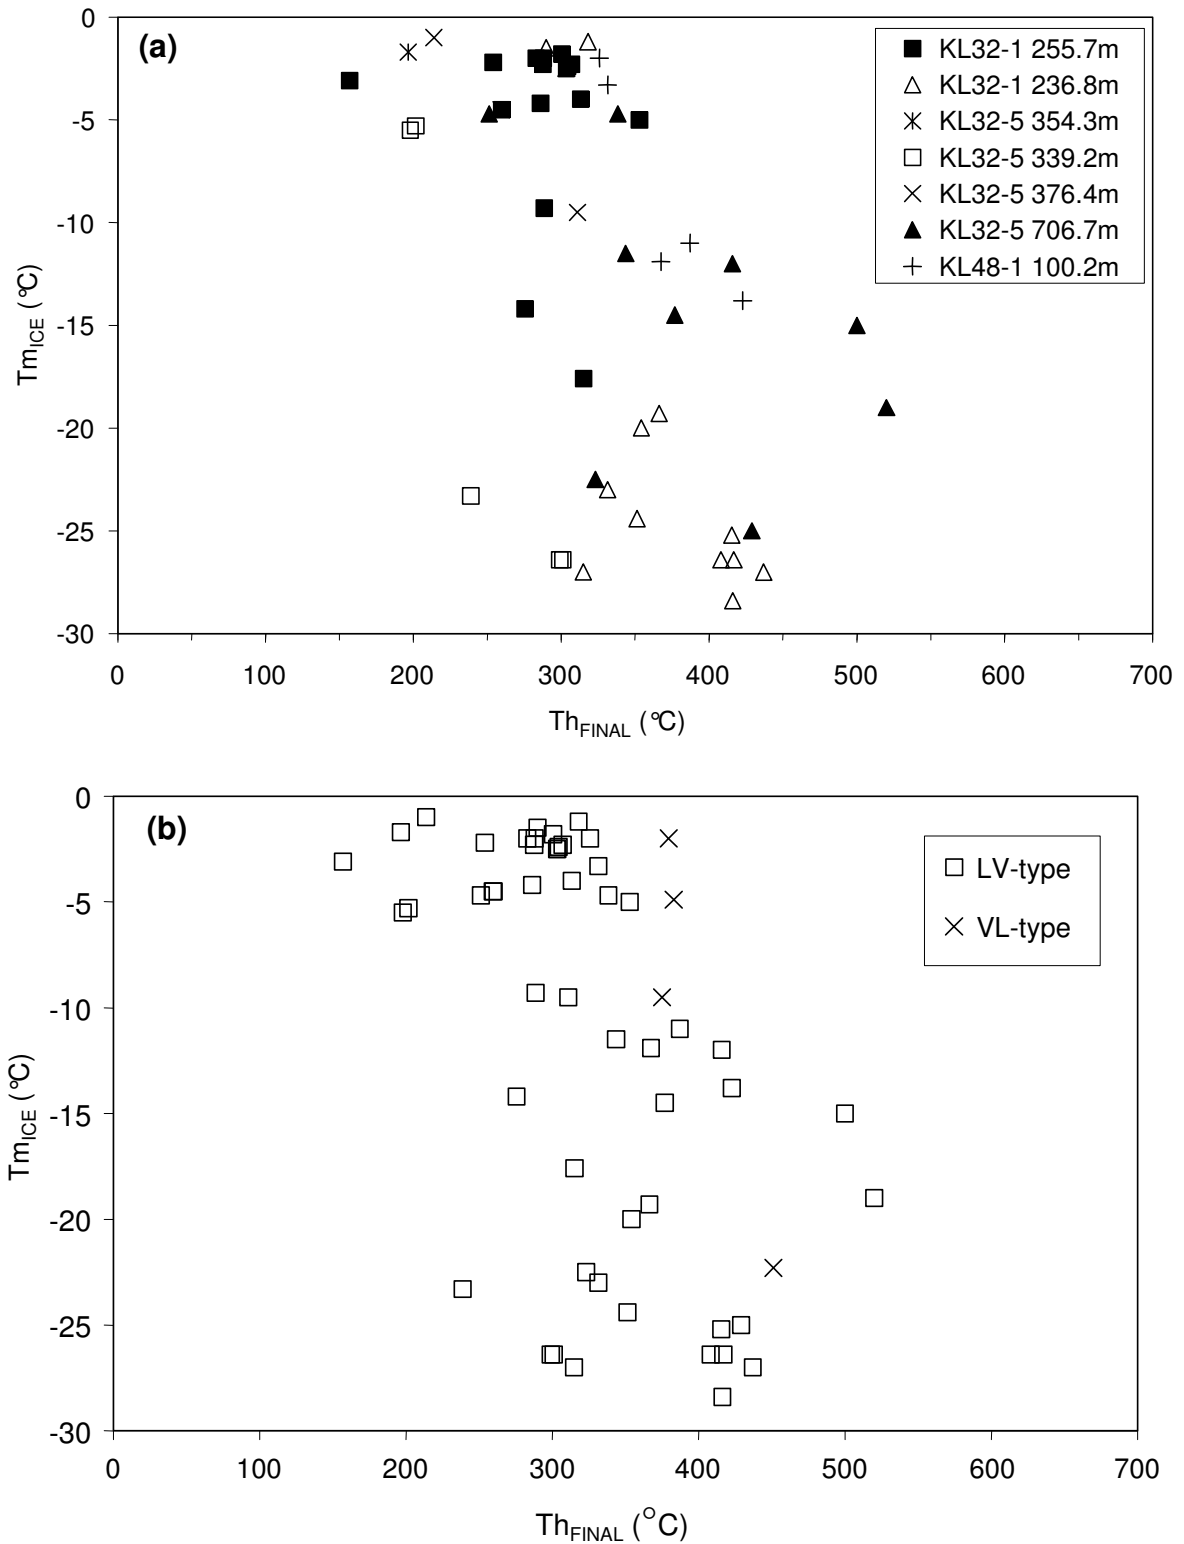 (a)
KL32-1 255.7m
KL32-1 236.8m
KL32-5 354.3m
KL32-5 339.2m
KL32-5 376.4m
KL32-5 706.7m
KL48-1 100.2m
0
-5
-10
-15
-20
-25
-30
TmICE (°C)
0 100 200 300 400 500 600 700
ThFINAL (°C)
(b)
LV-type
VL-type
0
-5
-10
-15
-20
-25
-30
TmICE (°C)
0 100 200 300 400 500 600 700
ThFINAL (°C)